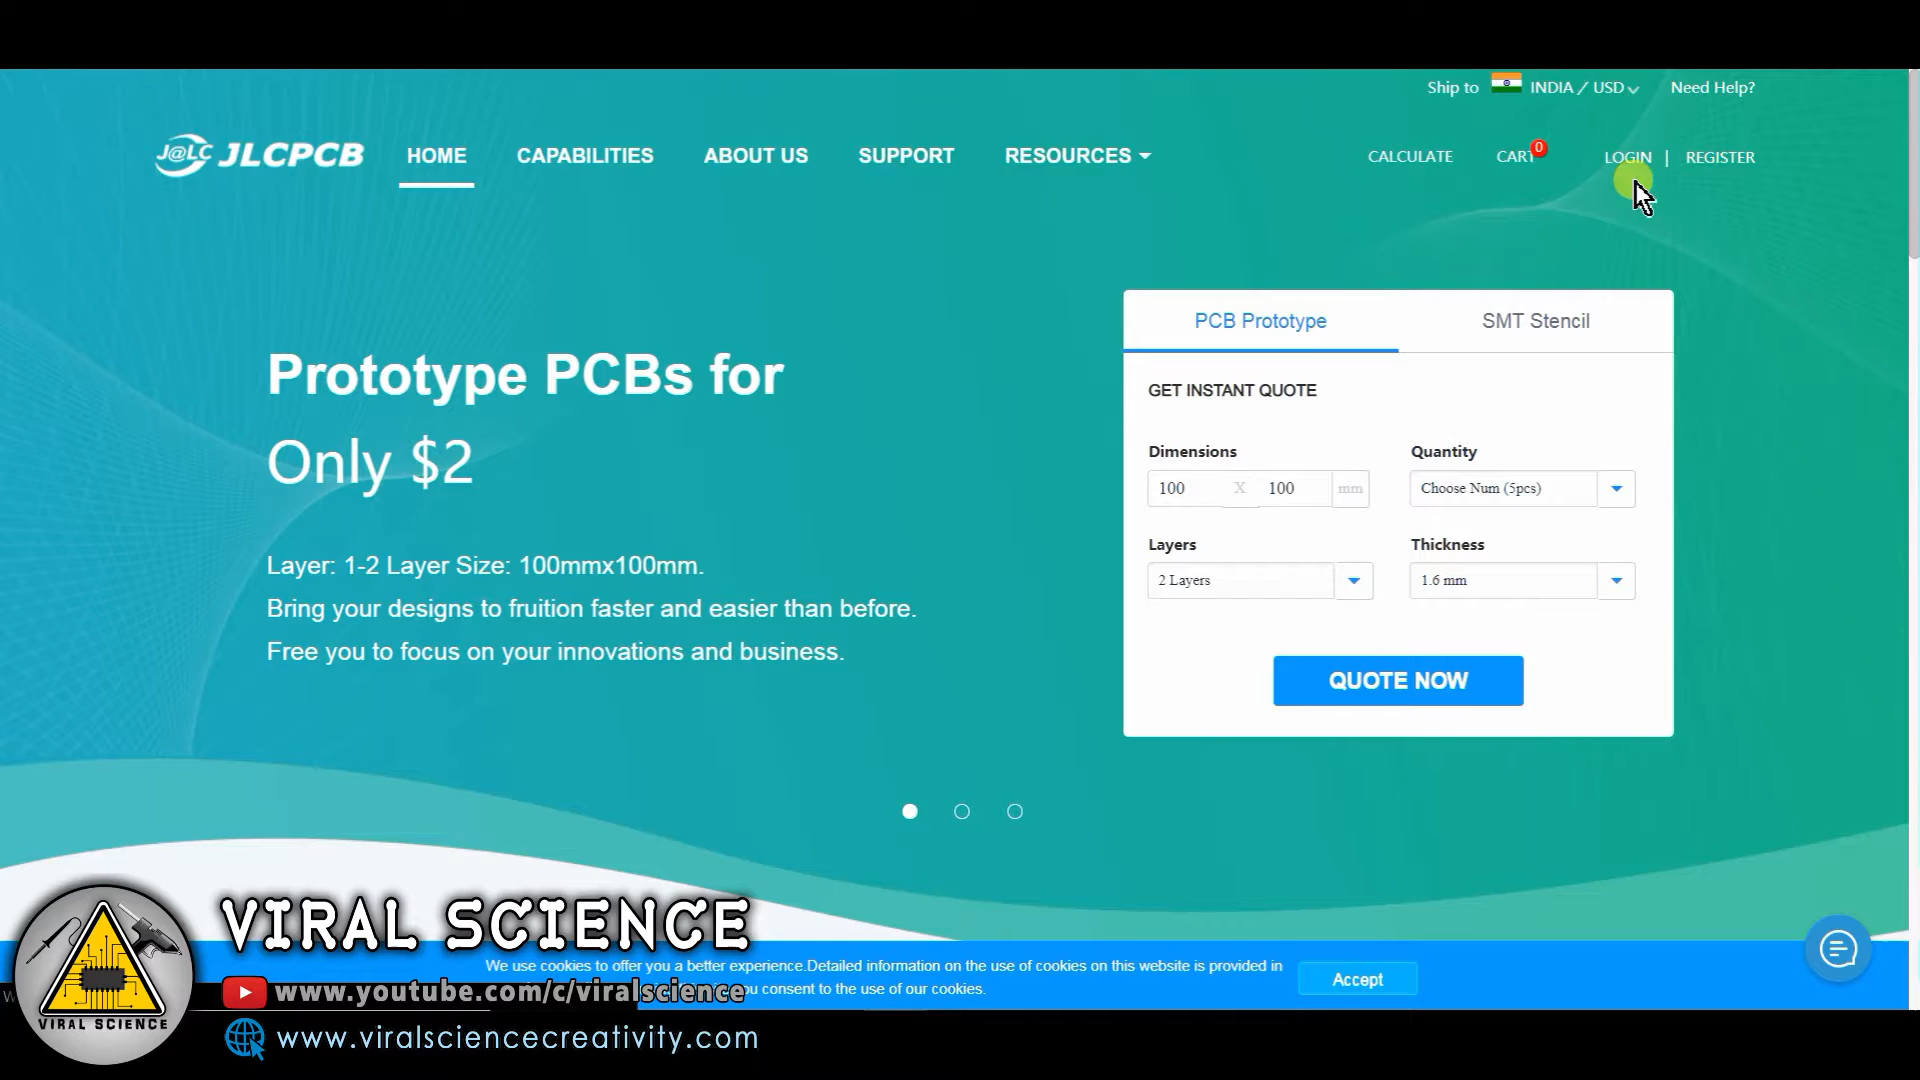 Ship to INDIA / USD Need Help?
J@LC JLCPCB HOME CAPABILITIES ABOUT US SUPPORT RESOURCES CALCULATE CART 0 LOGIN | REGISTER
PCB Prototype SMT Stencil
GET INSTANT QUOTE
Prototype PCBs for
Only $2
Dimensions Quantity
100 X 100 mm Choose Num (5pcs)
Layers Thickness
2 Layers 1.6 mm
Layer: 1-2 Layer Size: 100mmx100mm.
Bring your designs to fruition faster and easier than before.
Free you to focus on your innovations and business.
QUOTE NOW
VIRAL SCIENCE
We use cookies to offer you a better experience.Detailed information on the use of cookies on this website is provided in
Accept
www.youtube.com/c/viralscience
you consent to the use of our cookies.
VIRAL SCIENCE
www.viralsciencecreativity.com